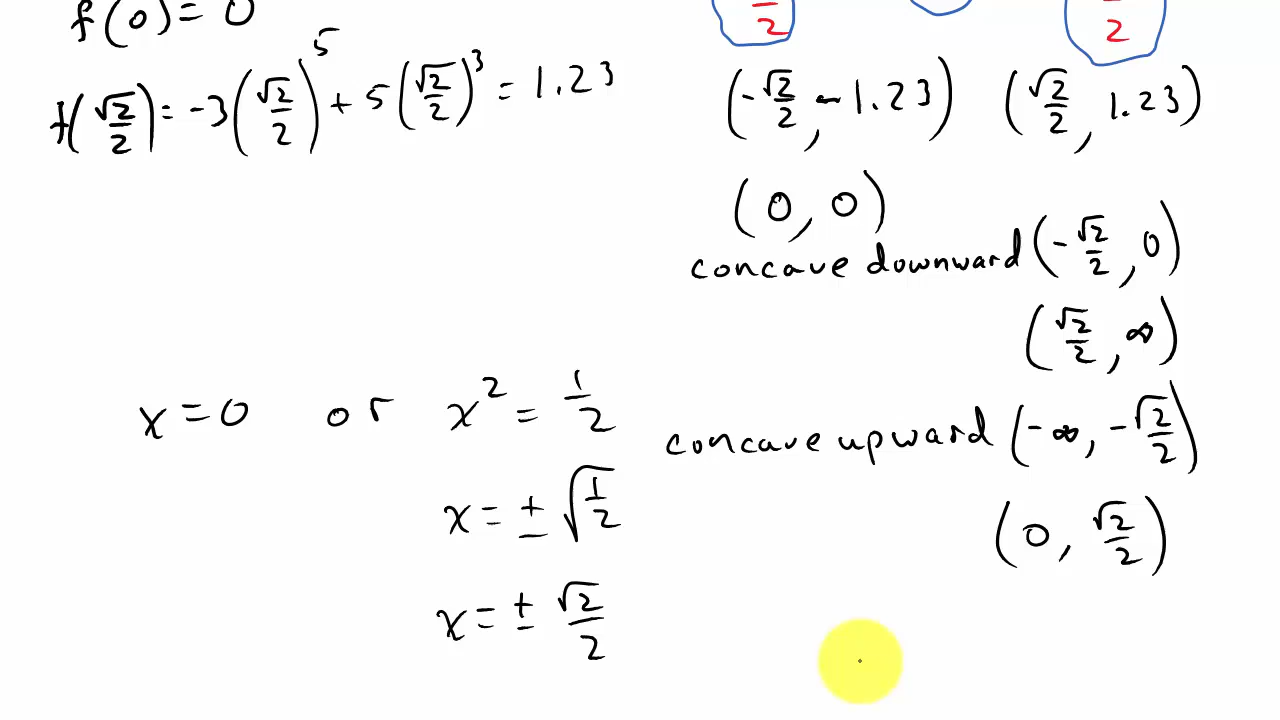 f(0) = 0
f(√2/2) = -3(√2/2)^5 + 5(√2/2)^3 = 1.23
x = 0 or x^2 = 1/2
x = ± √(1/2)
x = ± √2/2
2
2
(-√2/2, -1.23) (√2/2, 1.23)
(0, 0)
concave downward (-√2/2, 0)
(√2/2, ∞)
concave upward (-∞, -√2/2)
(0, √2/2)